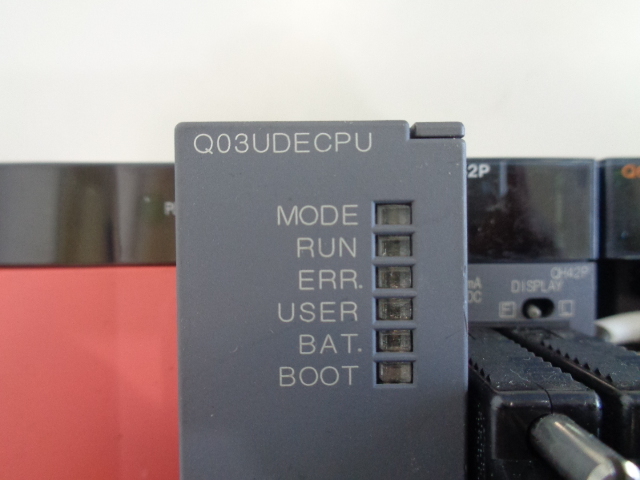 Q03UDECPU
MODE
RUN
ERR.
USER
BAT.
BOOT
2P
QH42P
DISPLAY
F
L